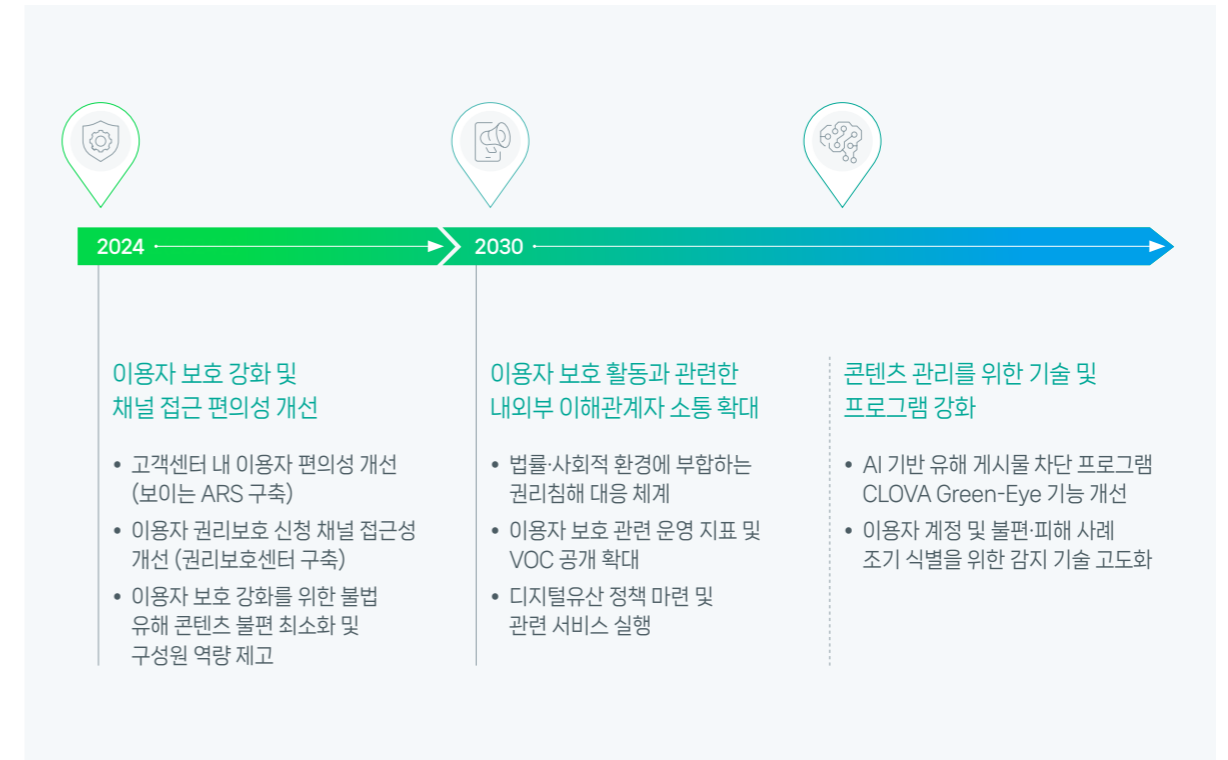 2024
2030
이용자 보호 강화 및
채널 접근 편의성 개선
• 고객센터 내 이용자 편의성 개선
(보이는 ARS 구축)
• 이용자 권리보호 신청 채널 접근성
개선 (권리보호센터 구축)
• 이용자 보호 강화를 위한 불법
유해 콘텐츠 불편 최소화 및
구성원 역량 제고
이용자 보호 활동과 관련한
내외부 이해관계자 소통 확대
• 법률·사회적 환경에 부합하는
권리침해 대응 체계
• 이용자 보호 관련 운영 지표 및
VOC 공개 확대
• 디지털유산 정책 마련 및
관련 서비스 실행
콘텐츠 관리를 위한 기술 및
프로그램 강화
• AI 기반 유해 게시물 차단 프로그램
CLOVA Green-Eye 기능 개선
• 이용자 계정 및 불편·피해 사례
조기 식별을 위한 감지 기술 고도화